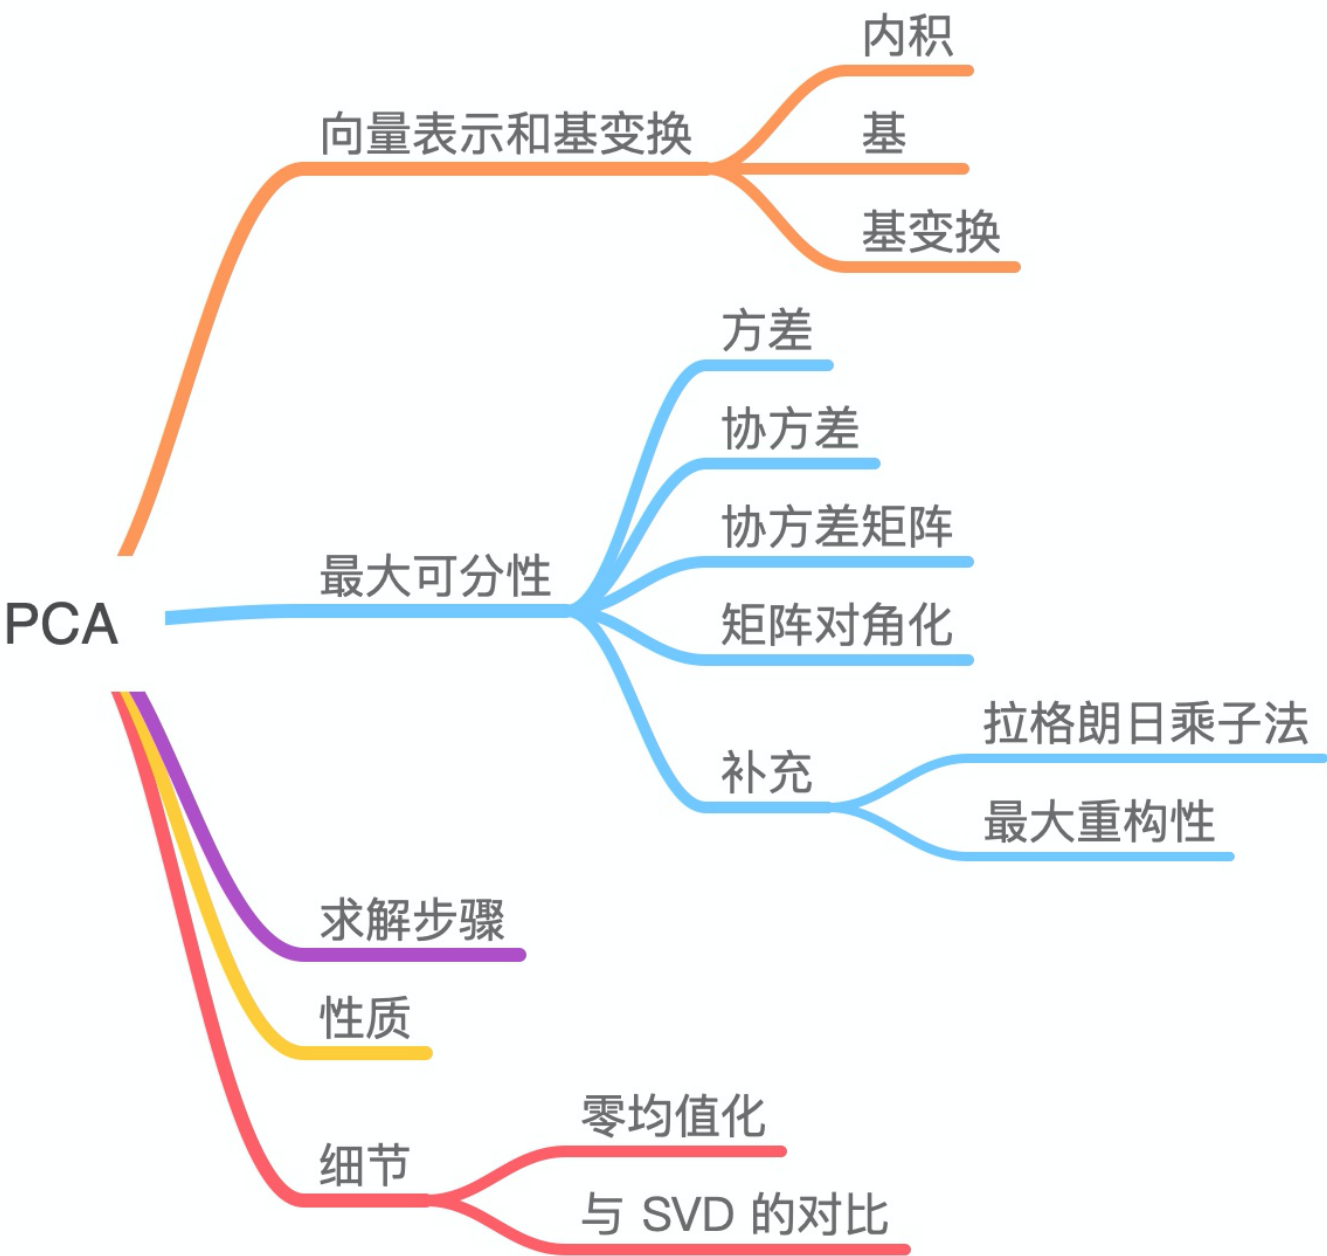 内积
向量表示和基变换
基
基变换
方差
协方差
协方差矩阵
最大可分性
PCA
矩阵对角化
拉格朗日乘子法
补充
最大重构性
求解步骤
性质
零均值化
细节
与 SVD 的对比